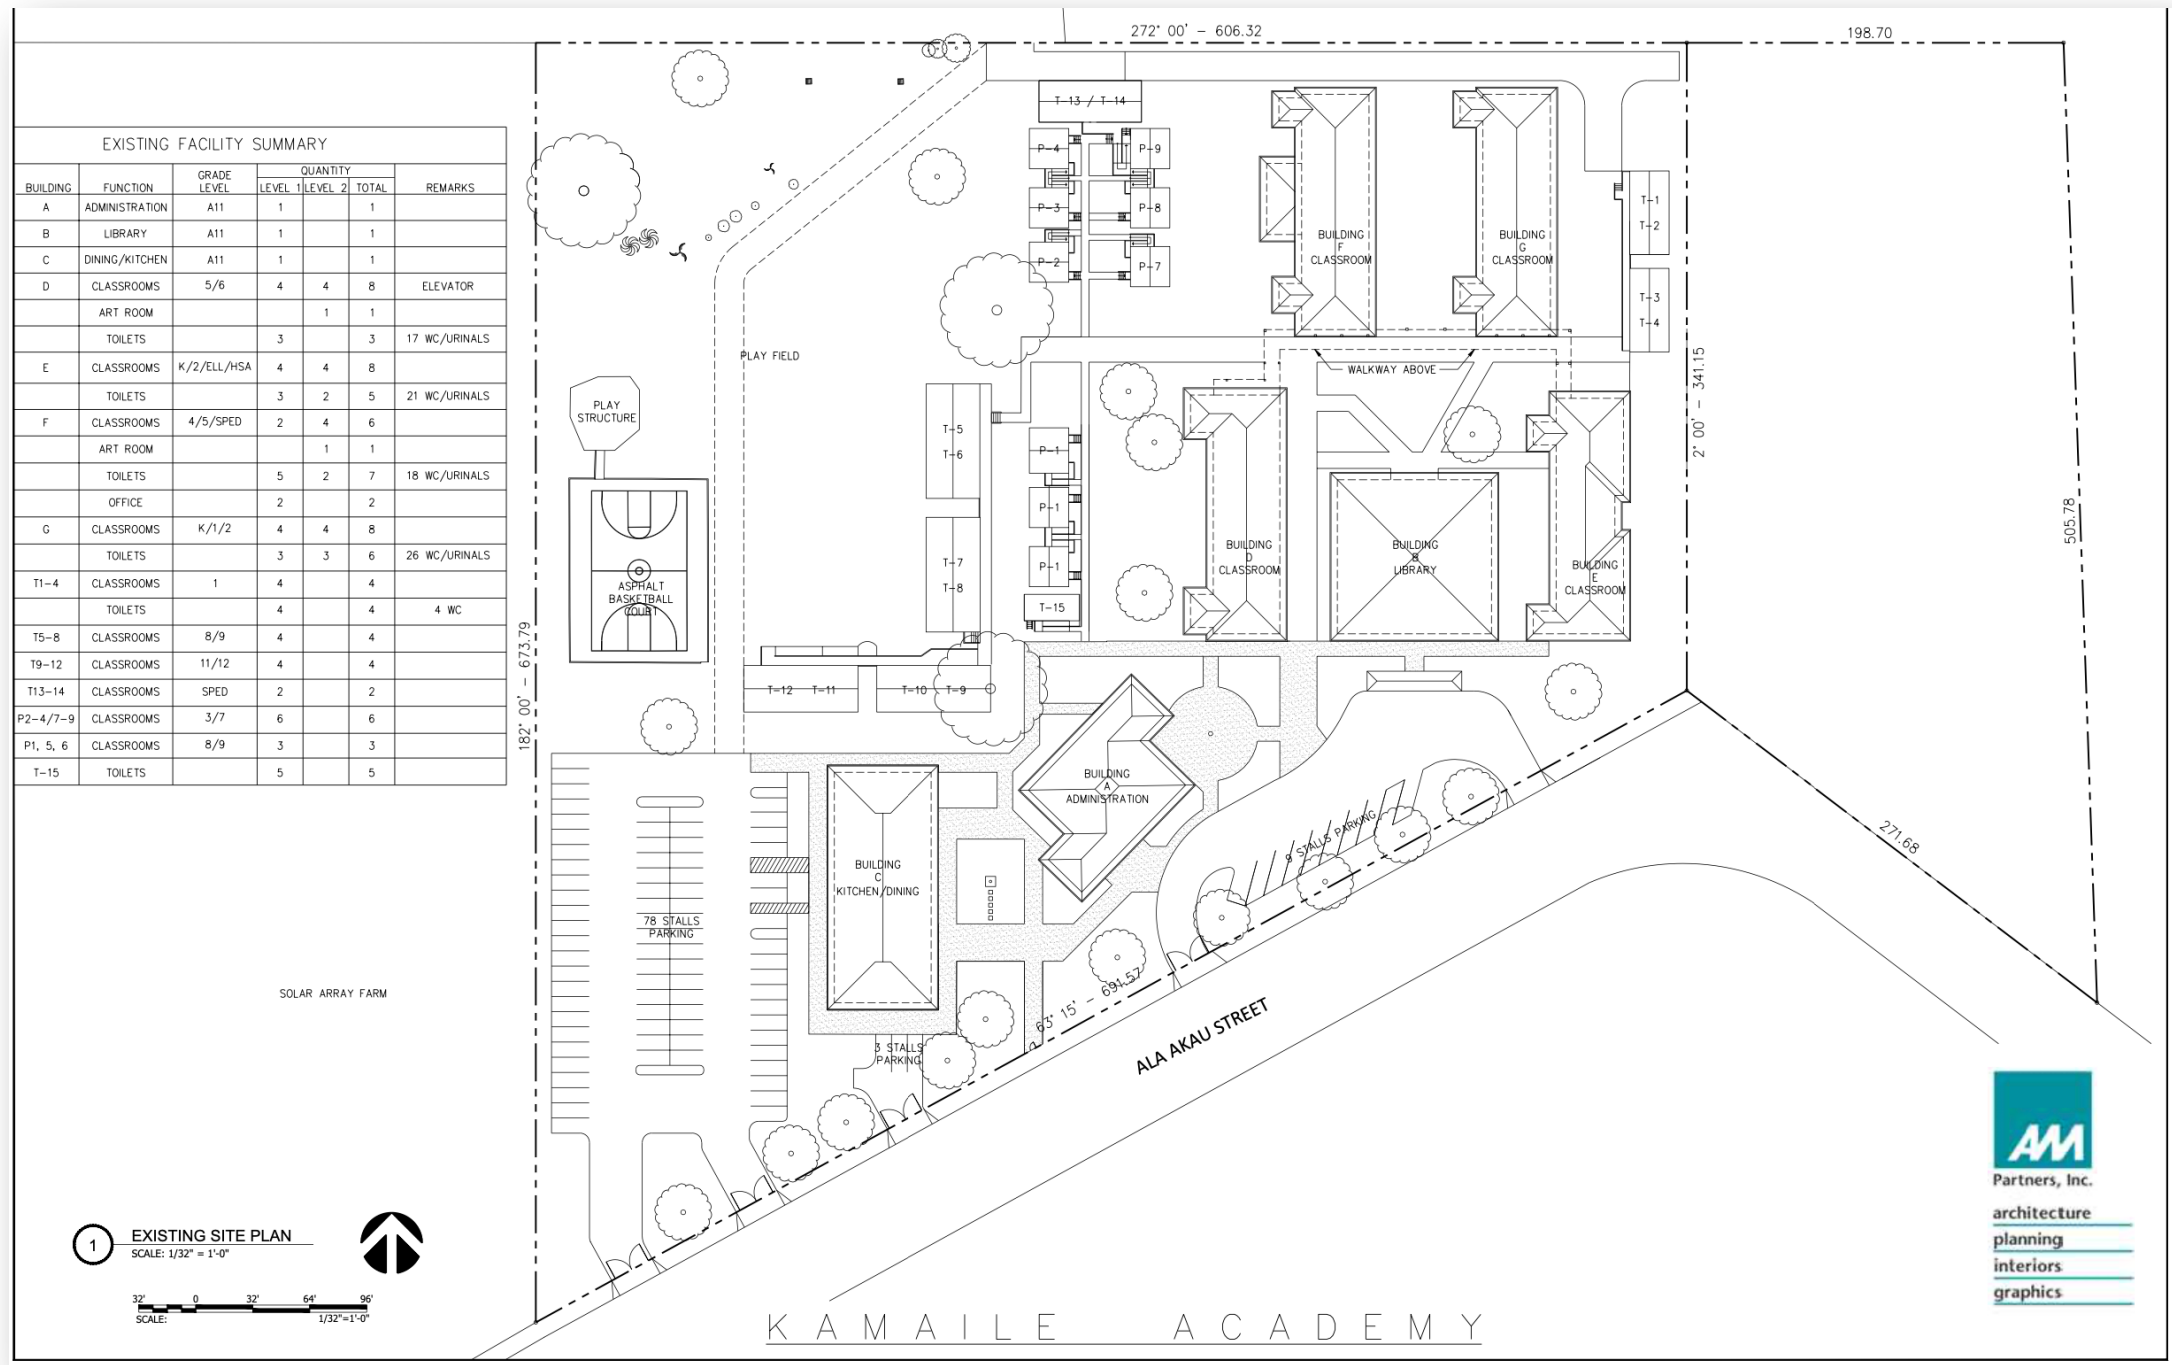 272° 00' - 606.32
198.70
EXISTING FACILITY SUMMARY
BUILDING FUNCTION GRADE LEVEL QUANTITY LEVEL 1 LEVEL 2 TOTAL REMARKS
A ADMINISTRATION A11 1 1
B LIBRARY A11 1 1
C DINING/KITCHEN A11 1 1
D CLASSROOMS 5/6 4 4 8 ELEVATOR
ART ROOM 1 1
TOILETS 3 3 17 WC/URINALS
E CLASSROOMS K/2/ELL/HSA 4 4 8
TOILETS 3 2 5 21 WC/URINALS
F CLASSROOMS 4/5/SPED 2 4 6
ART ROOM 1 1
TOILETS 5 2 7 18 WC/URINALS
OFFICE 2 2
G CLASSROOMS K/1/2 4 4 8
TOILETS 3 3 6 26 WC/URINALS
T1-4 CLASSROOMS 1 4 4
TOILETS 4 4 4 WC
T5-8 CLASSROOMS 8/9 4 4
T9-12 CLASSROOMS 11/12 4 4
T13-14 CLASSROOMS SPED 2 2
P2-4/7-9 CLASSROOMS 3/7 6 6
P1, 5, 6 CLASSROOMS 8/9 3 3
T-15 TOILETS 5 5
T-13 / T-14
P-4
P-9
P-3
P-8
P-2
P-7
BUILDING
F
CLASSROOM
BUILDING
G
CLASSROOM
T-1
T-2
T-3
T-4
PLAY FIELD
WALKWAY ABOVE
2° 00' - 341.15
PLAY
STRUCTURE
T-5
T-6
P-1
P-1
P-1
T-7
T-8
T-15
ASPHALT
BASKETBALL
COURT
BUILDING
D
CLASSROOM
BUILDING
B
LIBRARY
BUILDING
E
CLASSROOM
505.78
182° 00' - 673.79
T-12 T-11
T-10 T-9
BUILDING
A
ADMINISTRATION
9 STALLS PARKING
271.68
BUILDING
C
KITCHEN/DINING
78 STALLS
PARKING
SOLAR ARRAY FARM
63° 15' - 691.57
ALA AKAU STREET
3 STALLS
PARKING
1
EXISTING SITE PLAN
SCALE: 1/32" = 1'-0"
32' 0 32' 64' 96'
SCALE: 1/32"=1'-0"
KAMAILE ACADEMY
AM
Partners, Inc.
architecture
planning
interiors
graphics